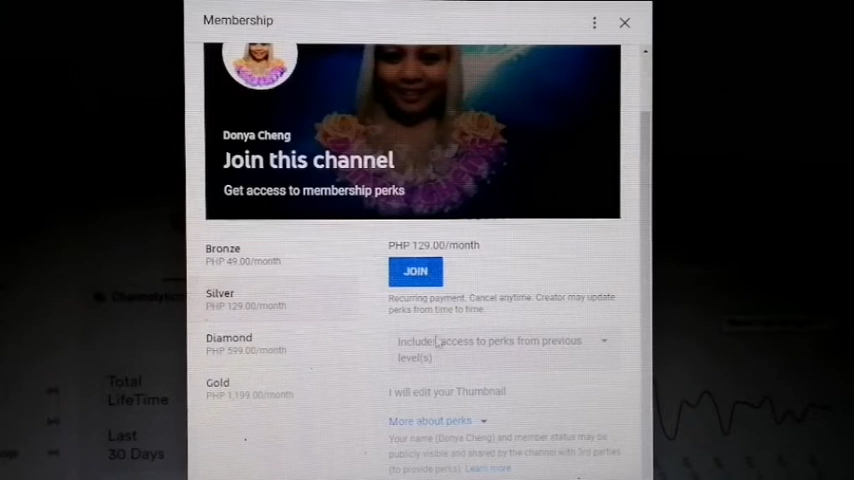 Membership
Donya Cheng
Join this channel
Get access to membership perks
Bronze
PHP 49.00/month
Silver
PHP 129.00/month
Diamond
PHP 599.00/month
Gold
PHP 1,199.00/month
PHP 129.00/month
JOIN
Recurring payment. Cancel anytime. Creator may update
perks from time to time.
Includes access to perks from previous
level(s)
I will edit your Thumbnail
More about perks
Your name (Donya Cheng) and member status may be
publicly visible and shared by the channel with 3rd parties
(to provide perks). Learn more
Total
LifeTime
Last
30 Days